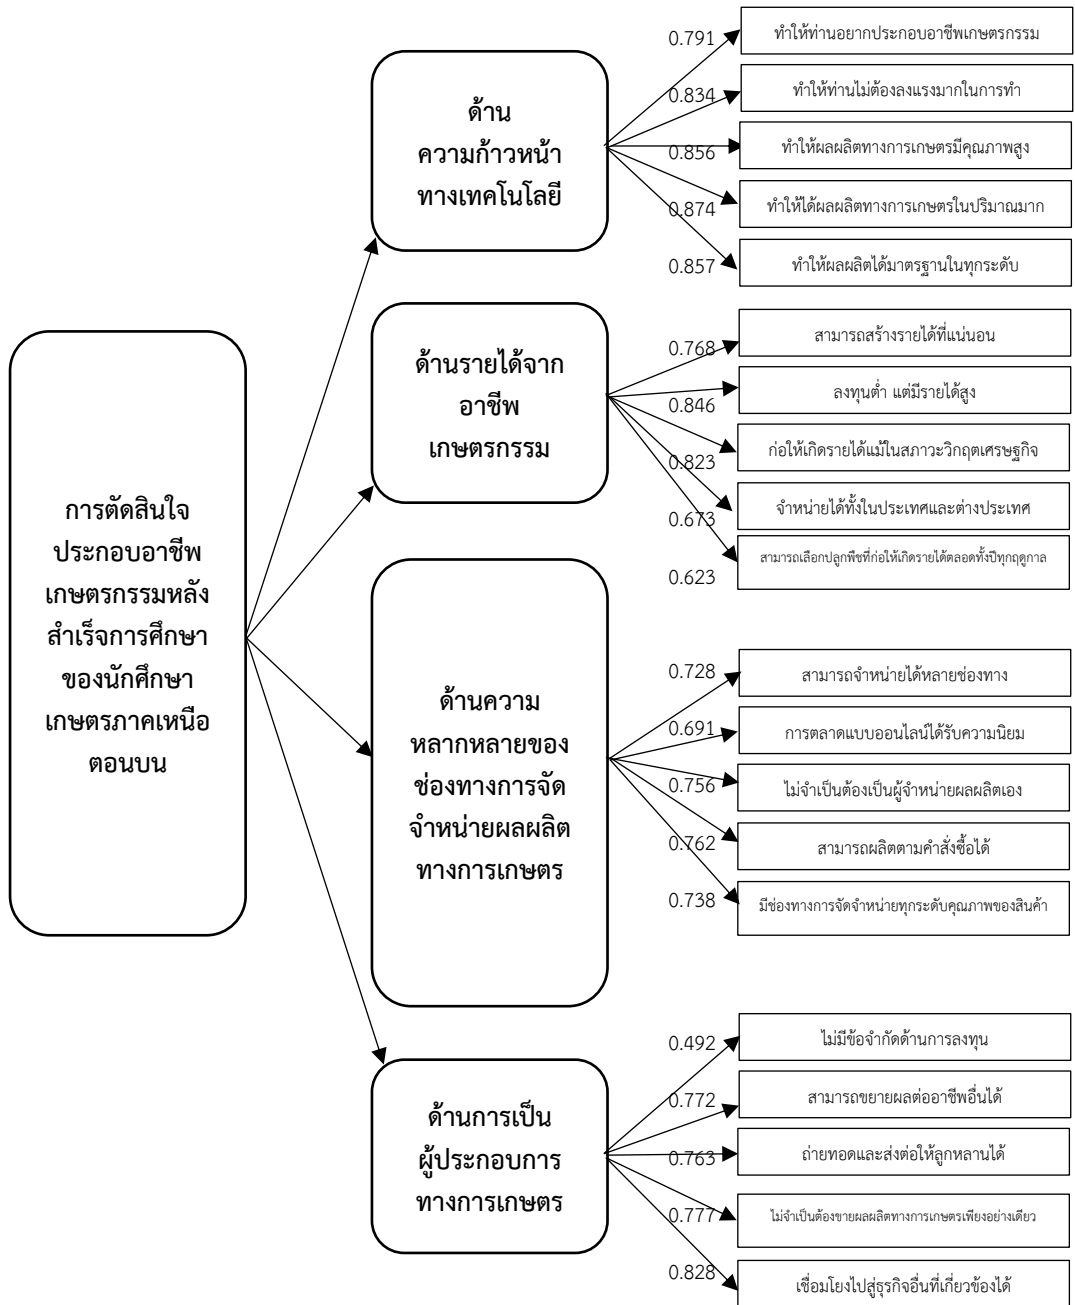 การตัดสินใจ
ประกอบอาชีพ
เกษตรกรรมหลัง
สำเร็จการศึกษา
ของนักศึกษา
เกษตรภาคเหนือ
ตอนบน
ด้าน
ความก้าวหน้า
ทางเทคโนโลยี
0.791
ทำให้ท่านอยากประกอบอาชีพเกษตรกรรม
0.834
ทำให้ท่านไม่ต้องลงแรงมากในการทำ
0.856
ทำให้ผลผลิตทางการเกษตรมีคุณภาพสูง
0.874
ทำให้ได้ผลผลิตทางการเกษตรในปริมาณมาก
0.857
ทำให้ผลผลิตได้มาตรฐานในทุกระดับ
ด้านรายได้จาก
อาชีพ
เกษตรกรรม
0.768
สามารถสร้างรายได้ที่แน่นอน
0.846
ลงทุนต่ำ แต่มีรายได้สูง
0.823
ก่อให้เกิดรายได้แม้ในสภาวะวิกฤตเศรษฐกิจ
0.673
จำหน่ายได้ทั้งในประเทศและต่างประเทศ
0.623
สามารถเลือกปลูกพืชที่ก่อให้เกิดรายได้ตลอดทั้งปีทุกฤดูกาล
ด้านความ
หลากหลายของ
ช่องทางการจัด
จำหน่ายผลผลิต
ทางการเกษตร
0.728
สามารถจำหน่ายได้หลายช่องทาง
0.691
การตลาดแบบออนไลน์ได้รับความนิยม
0.756
ไม่จำเป็นต้องเป็นผู้จำหน่ายผลผลิตเอง
0.762
สามารถผลิตตามคำสั่งซื้อได้
0.738
มีช่องทางการจัดจำหน่ายทุกระดับคุณภาพของสินค้า
ด้านการเป็น
ผู้ประกอบการ
ทางการเกษตร
0.492
ไม่มีข้อจำกัดด้านการลงทุน
0.772
สามารถขยายผลต่ออาชีพอื่นได้
0.763
ถ่ายทอดและส่งต่อให้ลูกหลานได้
0.777
ไม่จำเป็นต้องขายผลผลิตทางการเกษตรเพียงอย่างเดียว
0.828
เชื่อมโยงไปสู่ธุรกิจอื่นที่เกี่ยวข้องได้